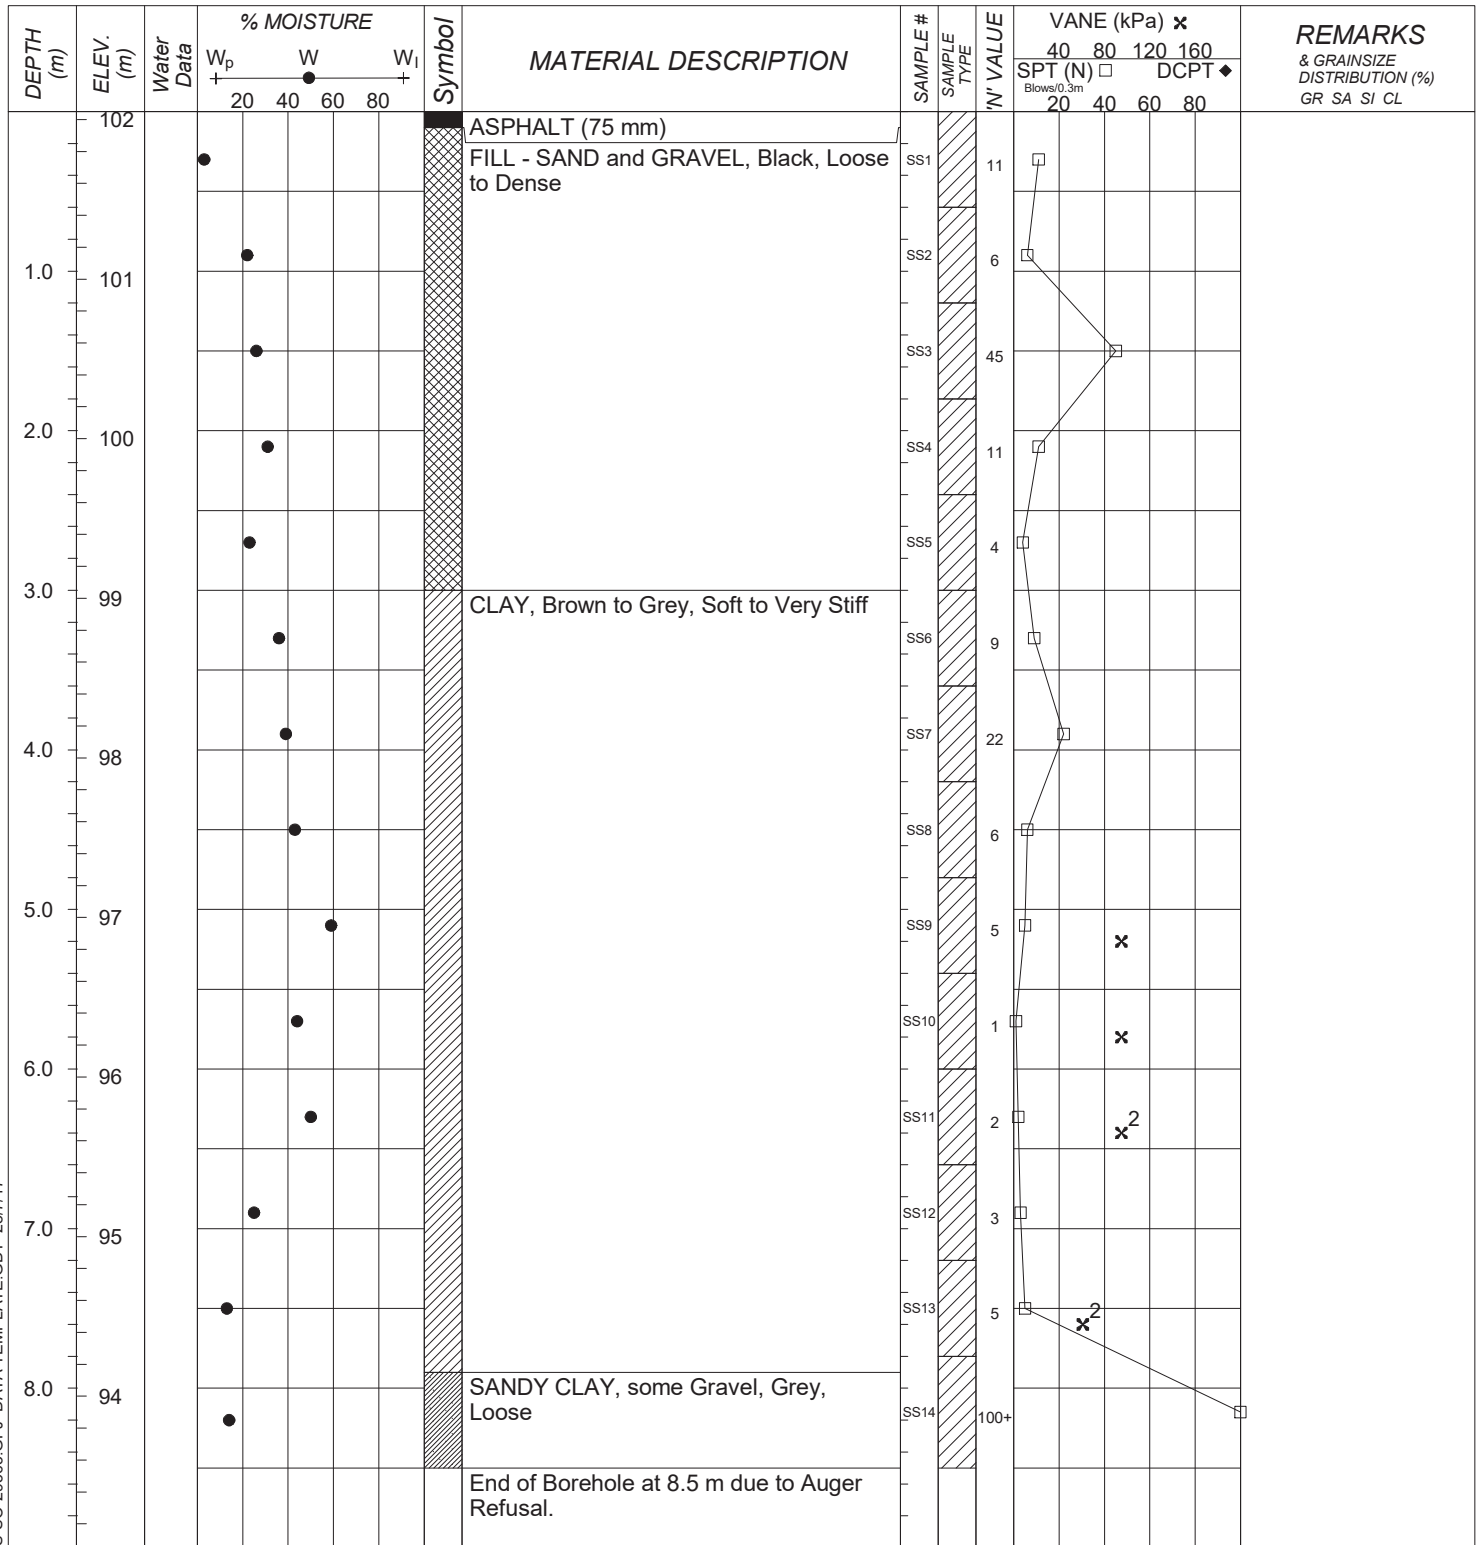 DEPTH (m)
ELEV. (m)
Water Data
% MOISTURE
Wp W Wl
20 40 60 80
Symbol
MATERIAL DESCRIPTION
SAMPLE #
SAMPLE TYPE
'N' VALUE
VANE (kPa)
40 80 120 160
SPT (N) DCPT
Blows/0.3m
20 40 60 80
REMARKS
& GRAINSIZE
DISTRIBUTION (%)
GR SA SI CL
102
ASPHALT (75 mm)
FILL - SAND and GRAVEL, Black, Loose
to Dense
SS1 11
SS2 6
1.0 101
SS3 45
2.0 100
SS4 11
SS5 4
3.0 99
CLAY, Brown to Grey, Soft to Very Stiff
SS6 9
SS7 22
4.0 98
SS8 6
5.0 97
SS9 5
SS10 1
6.0 96
SS11 2 2
SS12 3
7.0 95
SS13 5 2
8.0 94
SANDY CLAY, some Gravel, Grey,
Loose
SS14 100+
End of Borehole at 8.5 m due to Auger
Refusal.